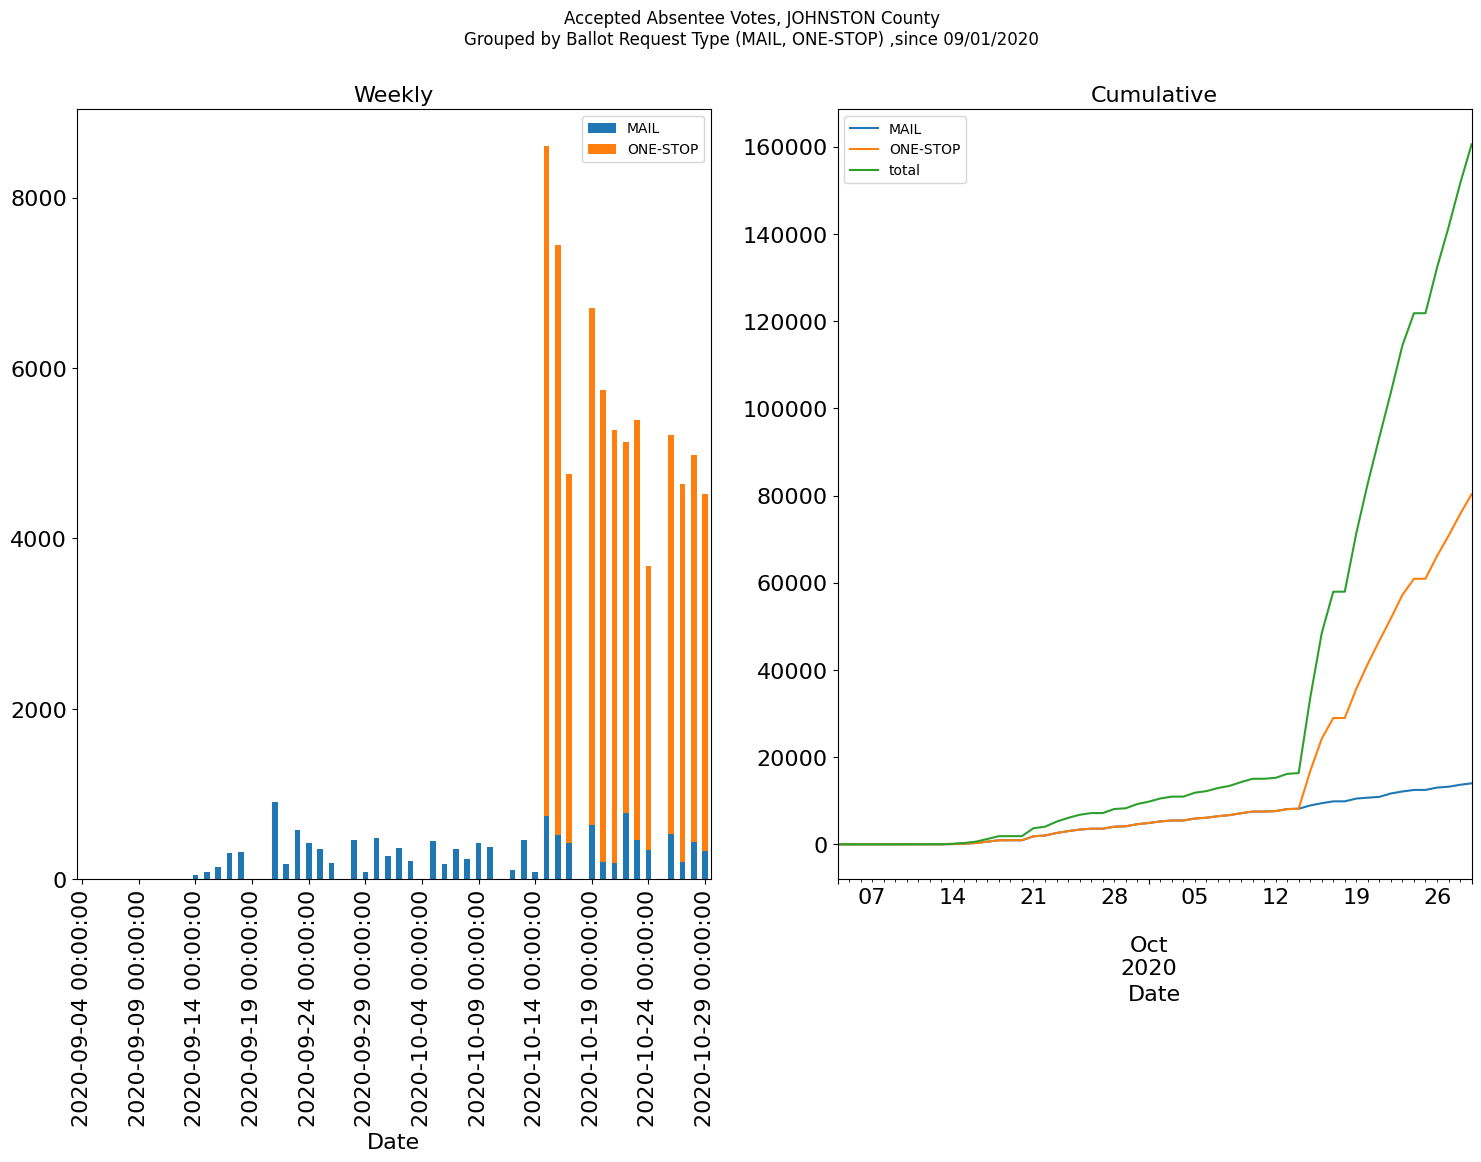 Accepted Absentee Votes, JOHNSTON County
Grouped by Ballot Request Type (MAIL, ONE-STOP) ,since 09/01/2020
Weekly
MAIL
ONE-STOP
8000
6000
4000
2000
0
2020-09-04 00:00:00
2020-09-09 00:00:00
2020-09-14 00:00:00
2020-09-19 00:00:00
2020-09-24 00:00:00
2020-09-29 00:00:00
2020-10-04 00:00:00
2020-10-09 00:00:00
2020-10-14 00:00:00
2020-10-19 00:00:00
2020-10-24 00:00:00
2020-10-29 00:00:00
Date
Cumulative
MAIL
ONE-STOP
total
160000
140000
120000
100000
80000
60000
40000
20000
0
07 14 21 28 05 12 19 26
Oct
2020
Date